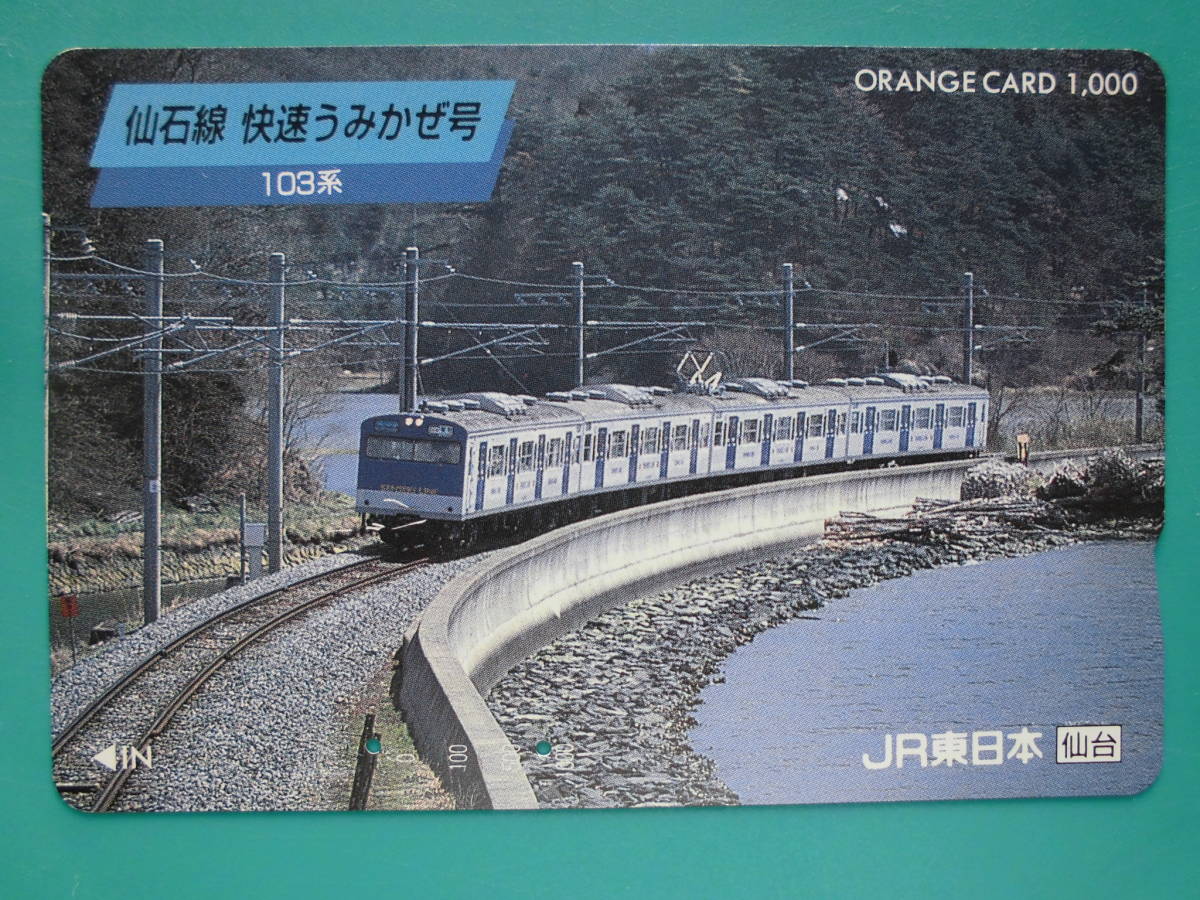 ORANGE CARD 1,000
仙石線 快速うみかぜ号
103系
◀IN
0 100
JR東日本 仙台